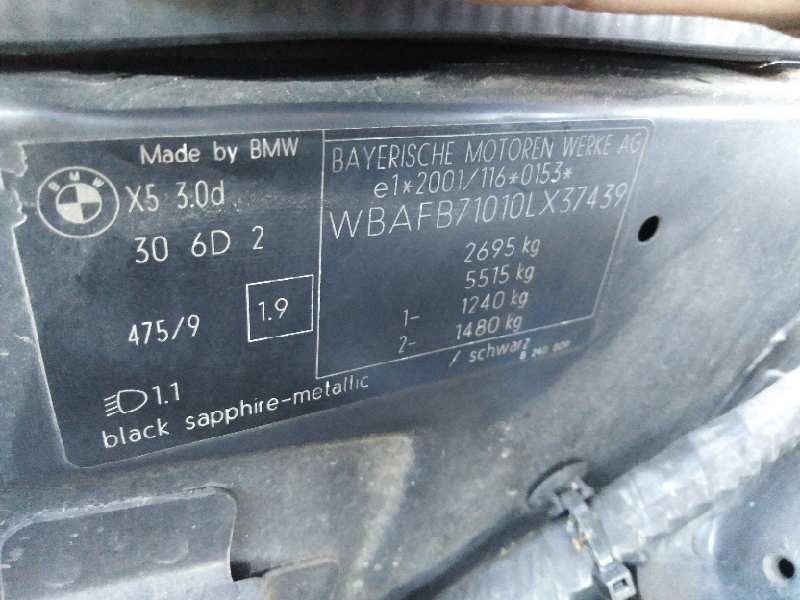 BMW
Made by BMW
X5 3.0d
30 6D 2
475/9
1.9
1.1
black sapphire-metallic
BAYERISCHE MOTOREN WERKE AG
e1*2001/116*0153*
WBAFB71010LX37439
2695 kg
5515 kg
1- 1240 kg
2- 1480 kg
/ schwarz